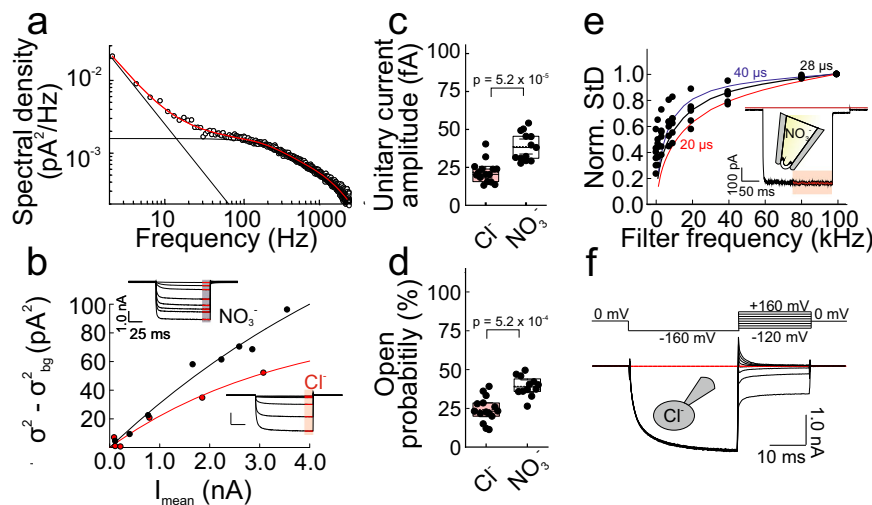 a
Spectral density
(pA²/Hz)
10⁻²
10⁻³
10
100
1000
Frequency (Hz)
b
σ² - σ²bg (pA²)
100
80
60
40
20
0.0
1.0
2.0
3.0
4.0
I mean (nA)
1.0 nA
25 ms
NO₃⁻
Cl⁻
c
Unitary current
amplitude (fA)
100
75
50
25
0
p = 5.2 x 10⁻⁵
Cl⁻
NO₃⁻
d
Open
probabitily (%)
100
75
50
25
0
p = 5.2 x 10⁻⁴
Cl⁻
NO₃⁻
e
Norm. StD
1.0
0.8
0.6
0.4
0.2
0.0
0
20
40
60
80
100
Filter frequency (kHz)
40 µs
28 µs
20 µs
NO₃⁻
100 pA
50 ms
f
0 mV
-160 mV
+160 mV
-120 mV
0 mV
Cl⁻
1.0 nA
10 ms